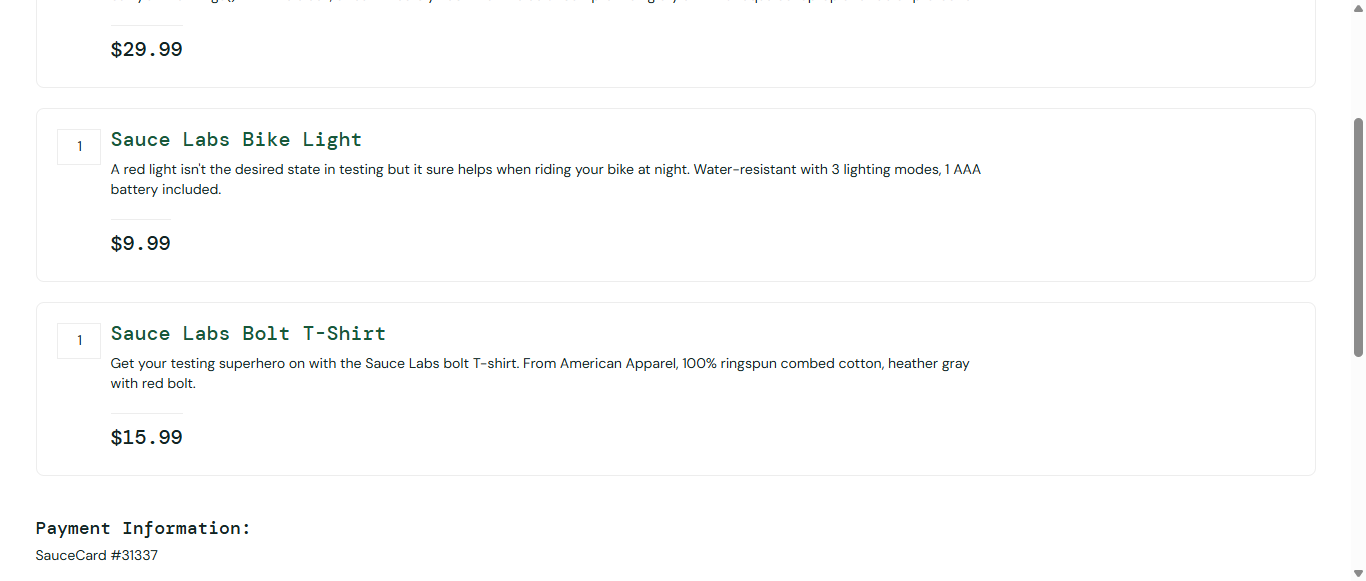 $29.99
1
Sauce Labs Bike Light
A red light isn't the desired state in testing but it sure helps when riding your bike at night. Water-resistant with 3 lighting modes, 1 AAA
battery included.
$9.99
1
Sauce Labs Bolt T-Shirt
Get your testing superhero on with the Sauce Labs bolt T-shirt. From American Apparel, 100% ringspun combed cotton, heather gray
with red bolt.
$15.99
Payment Information:
SauceCard #31337